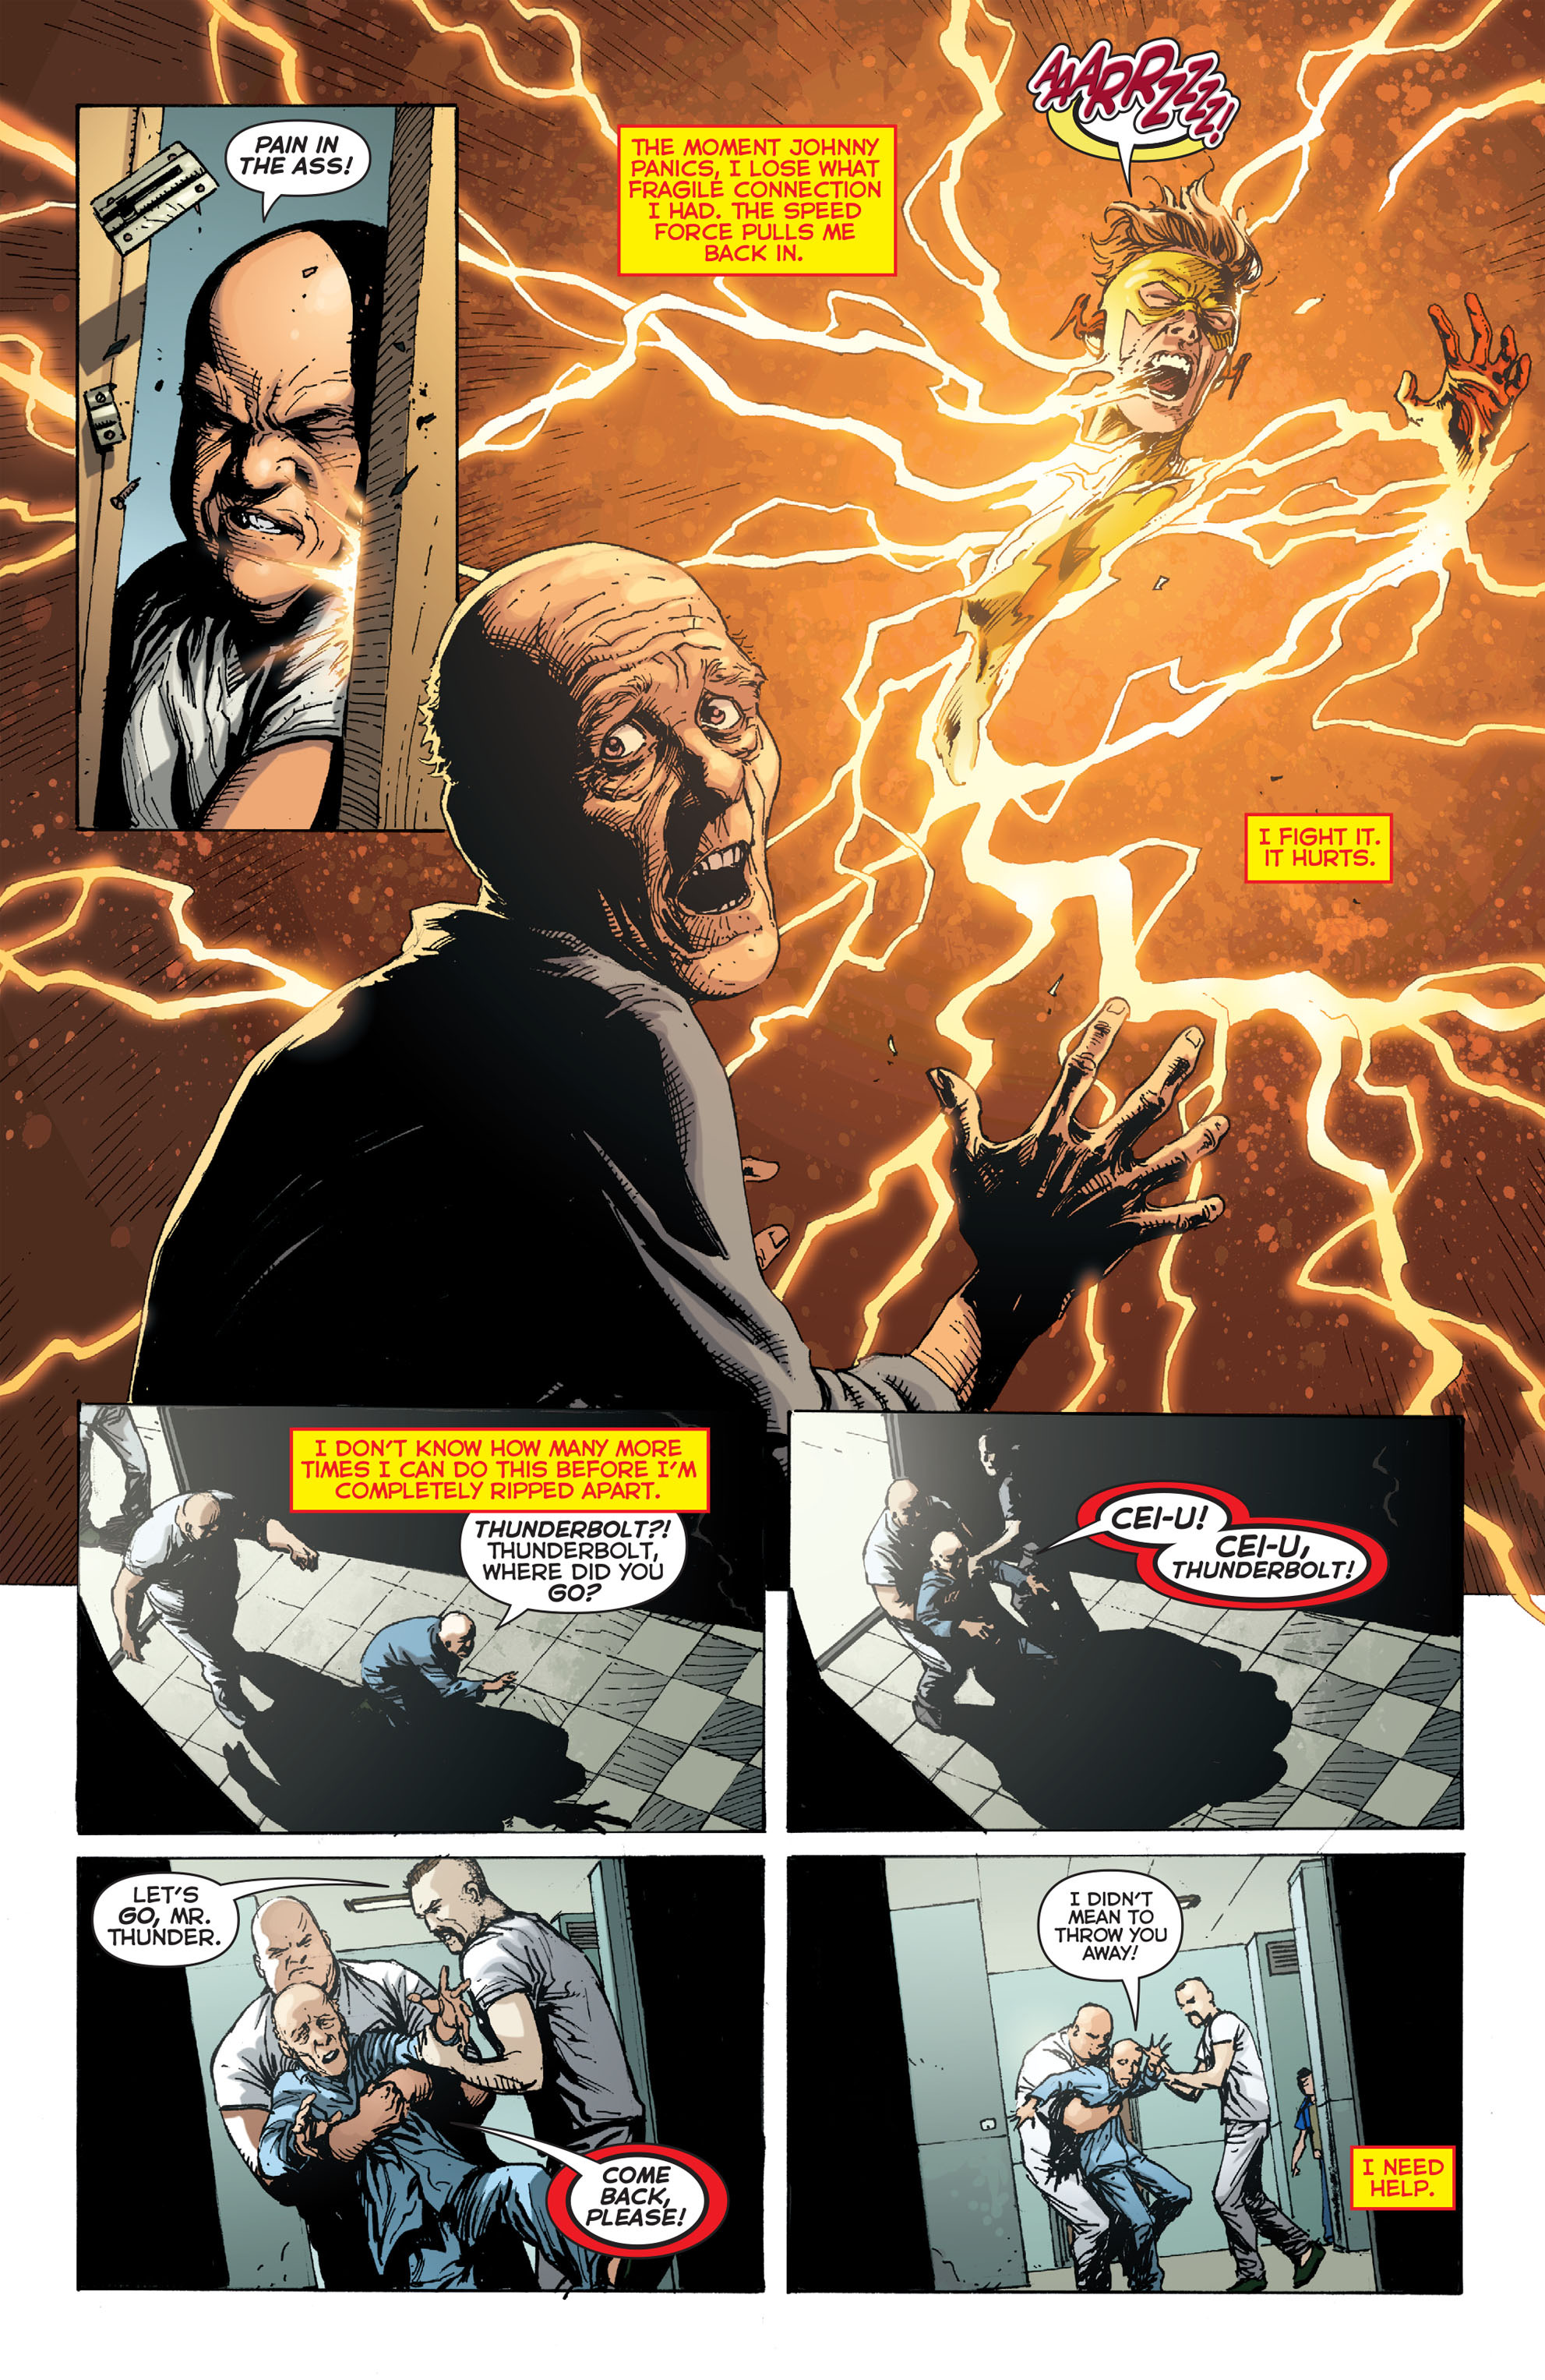 PAIN IN
THE ASS!
THE MOMENT JOHNNY
PANICS, I LOSE WHAT
FRAGILE CONNECTION
I HAD. THE SPEED
FORCE PULLS ME
BACK IN.
AAARRZZZZ!
I FIGHT IT.
IT HURTS.
I DON'T KNOW HOW MANY MORE
TIMES I CAN DO THIS BEFORE I'M
COMPLETELY RIPPED APART.
THUNDERBOLT?!
THUNDERBOLT,
WHERE DID YOU
GO?
CEI-U!
CEI-U,
THUNDERBOLT!
LET'S
GO, MR.
THUNDER.
COME
BACK,
PLEASE!
I DIDN'T
MEAN TO
THROW YOU
AWAY!
I NEED
HELP.